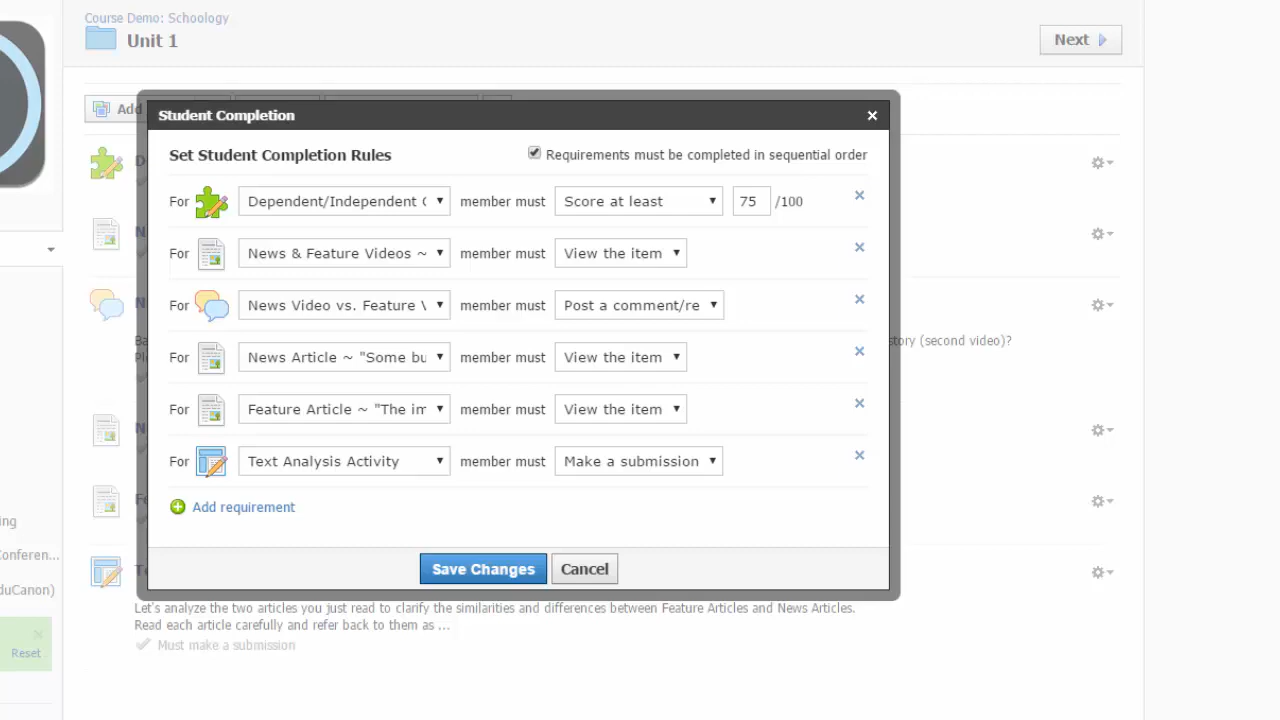 Course Demo: Schoology
Unit 1
Next
Add
Student Completion
×
Set Student Completion Rules
Requirements must be completed in sequential order
For Dependent/Independent member must Score at least 75 /100
For News & Feature Videos ~ member must View the item
For News Video vs. Feature member must Post a comment/re
For News Article ~ "Some bu member must View the item
For Feature Article ~ "The im member must View the item
For Text Analysis Activity member must Make a submission
Add requirement
Save Changes
Cancel
story (second video)?
ing
Conferen...
duCanon)
Reset
Let's analyze the two articles you just read to clarify the similarities and differences between Feature Articles and News Articles.
Read each article carefully and refer back to them as ...
Must make a submission